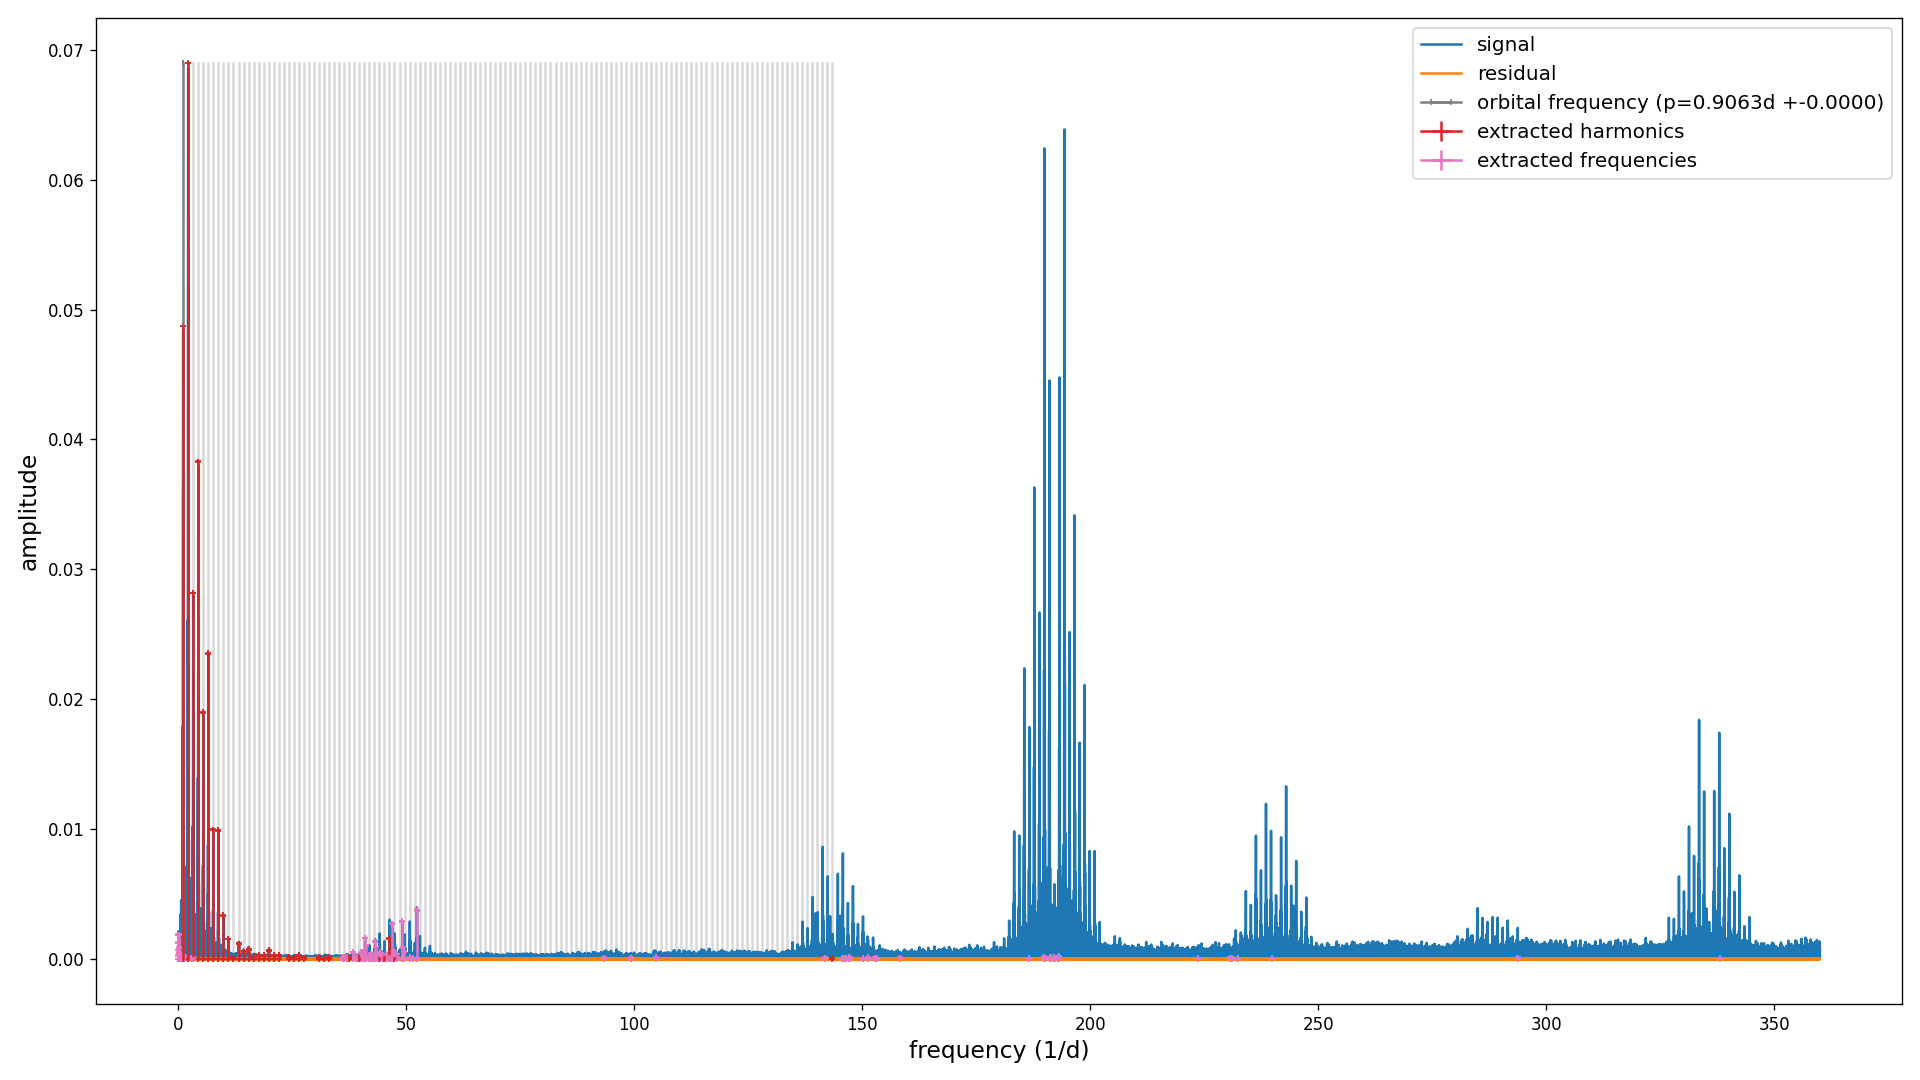 signal
residual
orbital frequency (p=0.9063d +-0.0000)
extracted harmonics
extracted frequencies
0.07
0.06
0.05
0.04
0.03
0.02
0.01
0.00
amplitude
0 50 100 150 200 250 300 350
frequency (1/d)